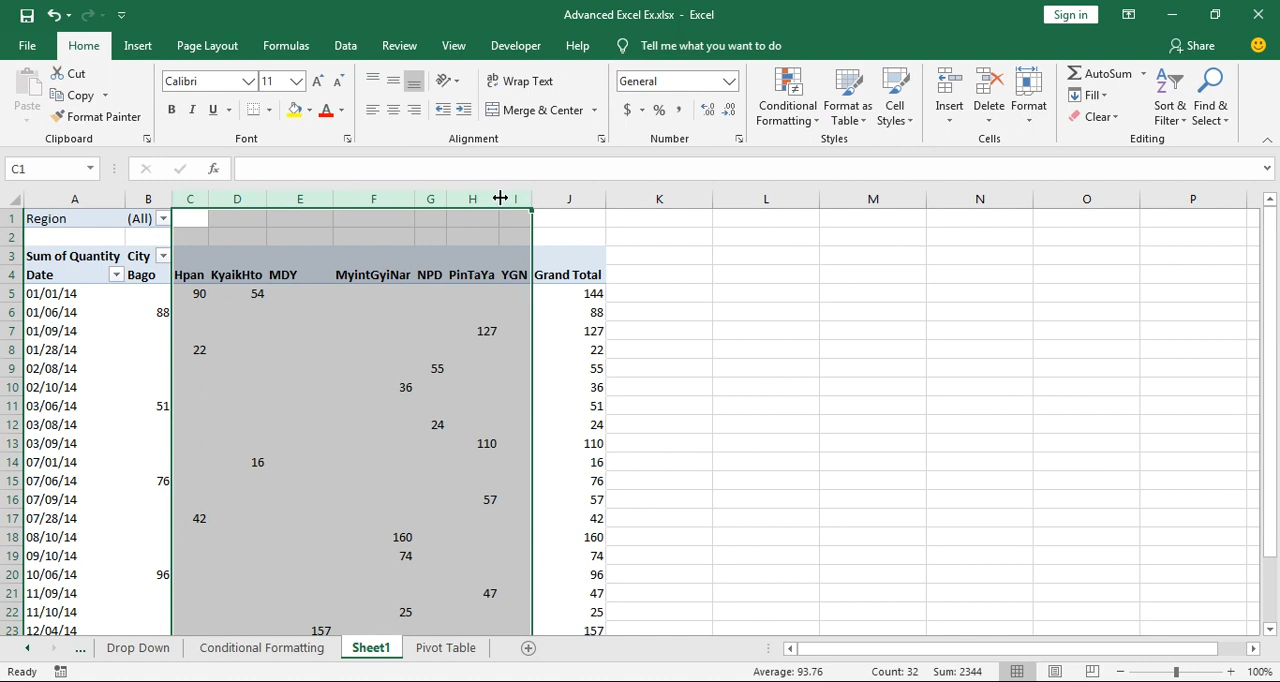 Advanced Excel Ex.xlsx - Excel
Sign in
File Home Insert Page Layout Formulas Data Review View Developer Help Tell me what you want to do Share
Paste
Cut
Copy
Format Painter
Clipboard
Calibri 11
B I U
Font
Wrap Text
Merge & Center
Alignment
General
$ % ,
Number
Conditional Formatting
Format as Table
Cell Styles
Styles
Insert Delete Format
Cells
AutoSum
Fill
Clear
Sort & Filter
Find & Select
Editing
C1 fx
A B C D E F G H I J K L M N O P
1 Region (All)
2
3 Sum of Quantity City
4 Date Bago Hpan KyaikHto MDY MyintGyiNar NPD PinTaYa YGN Grand Total
5 01/01/14 90 54 144
6 01/06/14 88 88
7 01/09/14 127 127
8 01/28/14 22 22
9 02/08/14 55 55
10 02/10/14 36 36
11 03/06/14 51 51
12 03/08/14 24 24
13 03/09/14 110 110
14 07/01/14 16 16
15 07/06/14 76 76
16 07/09/14 57 57
17 07/28/14 42 42
18 08/10/14 160 160
19 09/10/14 74 74
20 10/06/14 96 96
21 11/09/14 47 47
22 11/10/14 25 25
23 12/04/14 157 157
... Drop Down Conditional Formatting Sheet1 Pivot Table
Ready Average: 93.76 Count: 32 Sum: 2344 100%